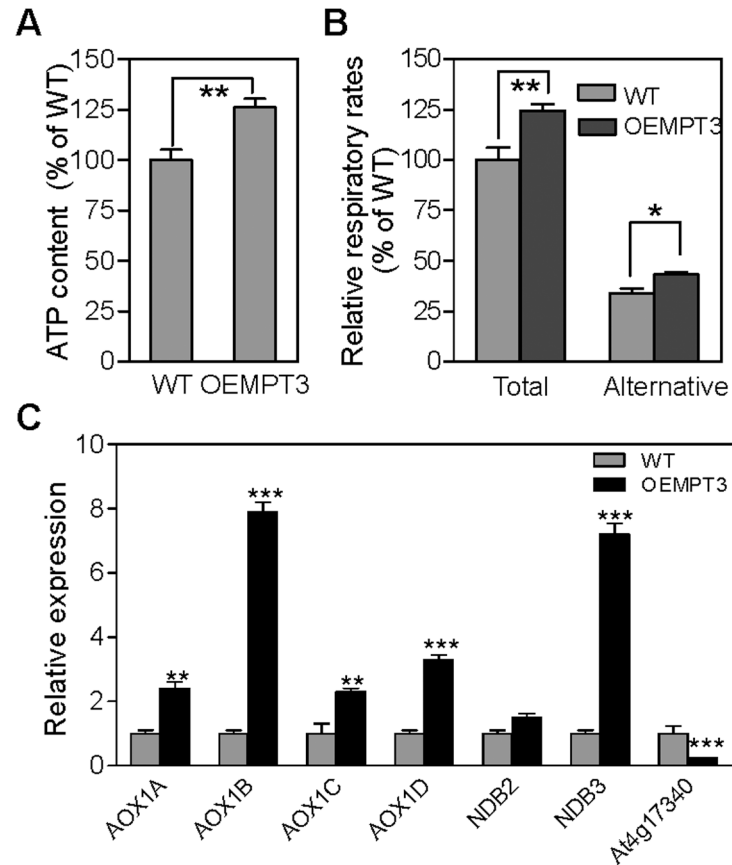 A
ATP content (% of WT)
150
125
100
75
50
25
0
**
WT OEMPT3
B
Relative respiratory rates
(% of WT)
150
125
100
75
50
25
0
**
*
WT
OEMPT3
Total
Alternative
C
Relative expression
10
8
6
4
2
0
WT
OEMPT3
**
***
**
***
***
***
AOX1A
AOX1B
AOX1C
AOX1D
NDB2
NDB3
At4g17340